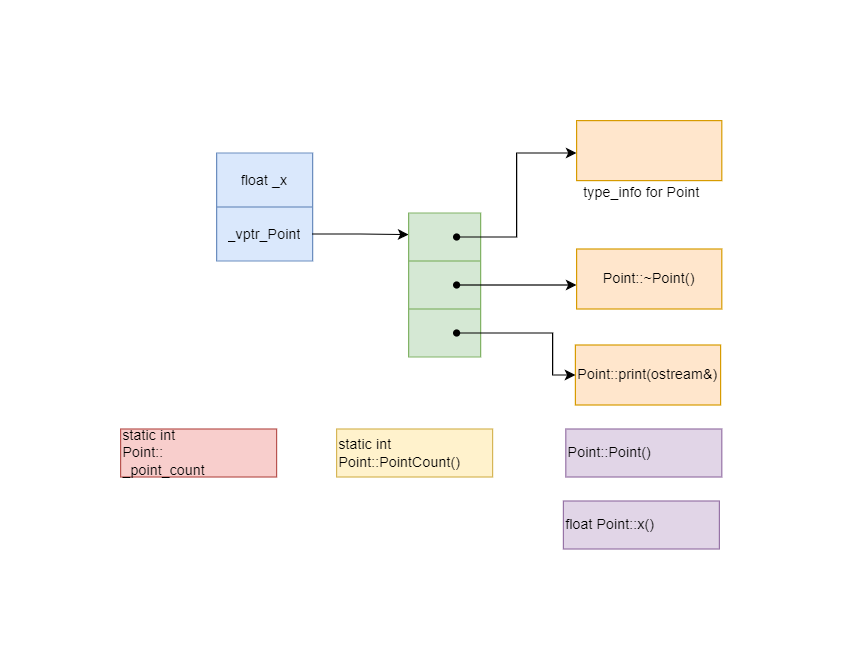 float _x
_vptr_Point
type_info for Point
Point::~Point()
Point::print(ostream&)
static int
Point::
_point_count
static int
Point::PointCount()
Point::Point()
float Point::x()